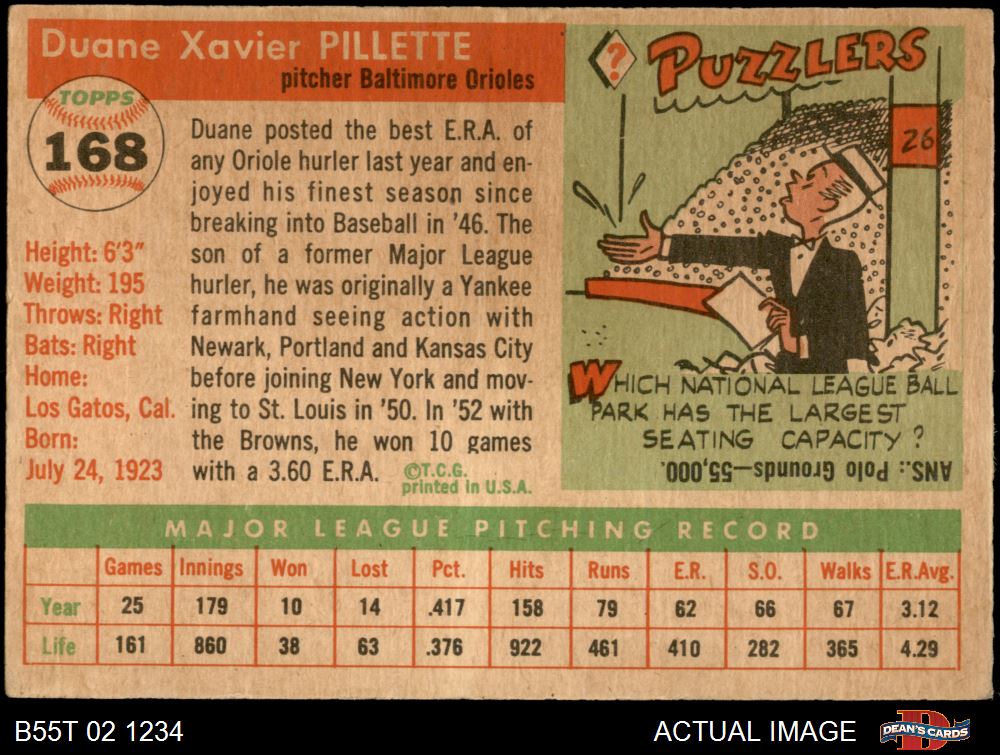 Duane Xavier PILLETTE
pitcher Baltimore Orioles
TOPPS
168
Height: 6'3"
Weight: 195
Throws: Right
Bats: Right
Home:
Los Gatos, Cal.
Born:
July 24, 1923
Duane posted the best E.R.A. of
any Oriole hurler last year and en-
joyed his finest season since
breaking into Baseball in '46. The
son of a former Major League
hurler, he was originally a Yankee
farmhand seeing action with
Newark, Portland and Kansas City
before joining New York and mov-
ing to St. Louis in '50. In '52 with
the Browns, he won 10 games
with a 3.60 E.R.A.
©T.C.G.
printed in U.S.A.
?
PUZZLERS
26
WHICH NATIONAL LEAGUE BALL
PARK HAS THE LARGEST
SEATING CAPACITY?
ANS.: Polo Grounds—55,000.
MAJOR LEAGUE PITCHING RECORD
Games Innings Won Lost Pct. Hits Runs E.R. S.O. Walks E.R.Avg.
Year 25 179 10 14 .417 158 79 62 66 67 3.12
Life 161 860 38 63 .376 922 461 410 282 365 4.29
B55T 02 1234
ACTUAL IMAGE
D
DEAN'S CARDS